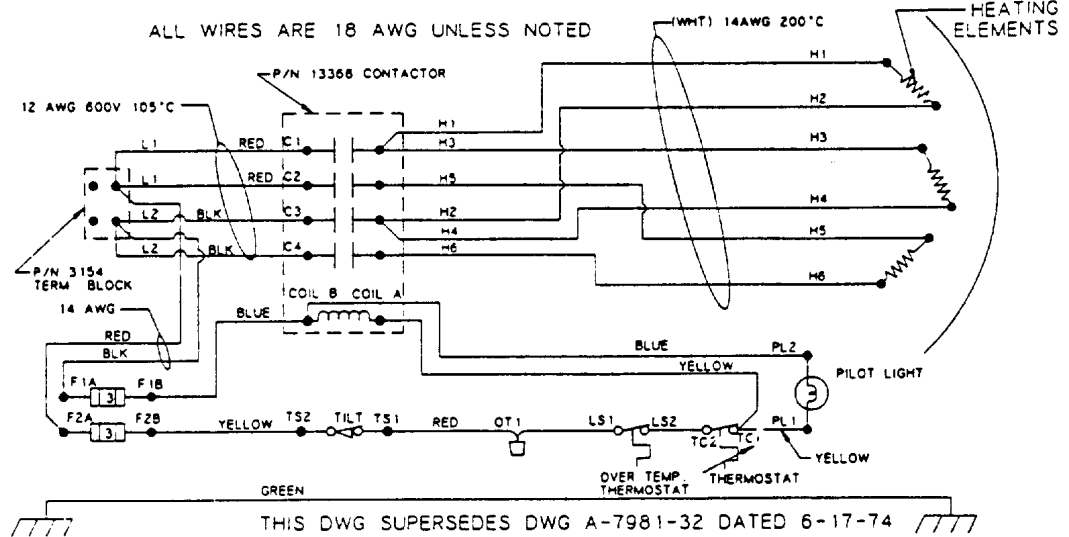 HEATING
ELEMENTS
ALL WIRES ARE 18 AWG UNLESS NOTED
(WHT) 14AWG 200°C
P/N 13366 CONTACTOR
12 AWG 600V 105°C
H1
H2
H1
H3
H3
L1 RED C1
L1 RED C2 H5
H4
L2 BLK C3 H2
H4
H5
L2 BLK C4 H6
H6
P/N 3154
TERM BLOCK
COIL B COIL A
14 AWG
BLUE
RED
BLK
BLUE PL2
YELLOW
PILOT LIGHT
F1A 3 F1B
F2A 3 F2B YELLOW TS2 TILT TS1 RED OT1 LS1 LS2 TC2 TC1 PL1
YELLOW
OVER TEMP.
THERMOSTAT
THERMOSTAT
GREEN
THIS DWG SUPERSEDES DWG A-7981-32 DATED 6-17-74